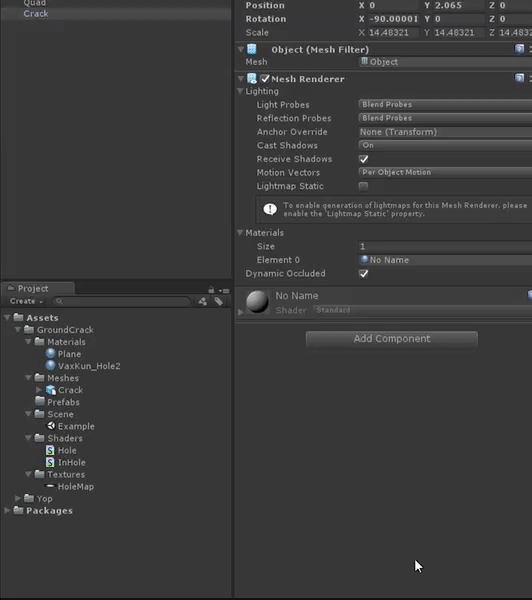 Quad
Crack
Position X 0 Y 2.065 Z 0
Rotation X -90.00001 Y 0 Z 0
Scale X 14.48321 Y 14.48321 Z 14.4832
Object (Mesh Filter)
Mesh Object
Mesh Renderer
Lighting
Light Probes Blend Probes
Reflection Probes Blend Probes
Anchor Override None (Transform)
Cast Shadows On
Receive Shadows
Motion Vectors Per Object Motion
Lightmap Static
To enable generation of lightmaps for this Mesh Renderer, please
enable the 'Lightmap Static' property.
Materials
Size 1
Element 0 No Name
Dynamic Occluded
No Name
Shader Standard
Add Component
Project
Create
Assets
GroundCrack
Materials
Plane
VaxKun_Hole2
Meshes
Crack
Prefabs
Scene
Example
Shaders
Hole
InHole
Textures
HoleMap
Yop
Packages